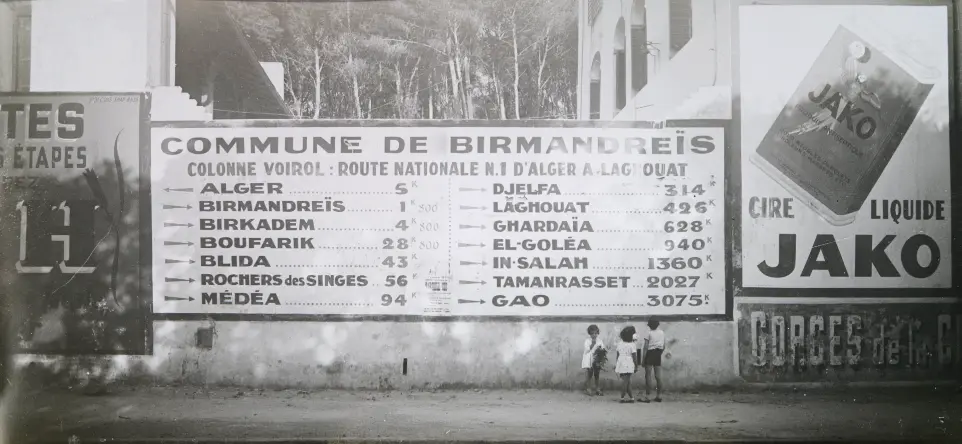 TES
ÉTAPES
COMMUNE DE BIRMANDREÏS
COLONNE VOIROL : ROUTE NATIONALE N.1 D'ALGER A LAGHOUAT
ALGER 5K
BIRMANDREÏS 1K 500
BIRKADEM 4K 800
BOUFARIK 28K 500
BLIDA 43K
ROCHERS des SINGES 56K
MÉDÉA 94K
DJELFA 314K
LAGHOUAT 426K
GHARDAÏA 628K
EL-GOLÉA 940K
IN-SALAH 1360K
TAMANRASSET 2027K
GAO 3075K
JAKO
CIRE LIQUIDE
JAKO
GORGES de la